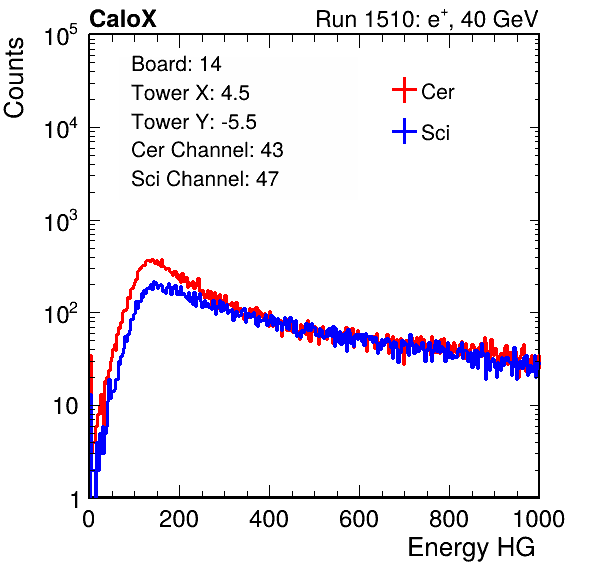 CaloX Run 1510: e⁺, 40 GeV
Counts
10⁵
10⁴
10³
10²
10
1
Board: 14
Tower X: 4.5
Tower Y: -5.5
Cer Channel: 43
Sci Channel: 47
Cer
Sci
0 200 400 600 800 1000
Energy HG